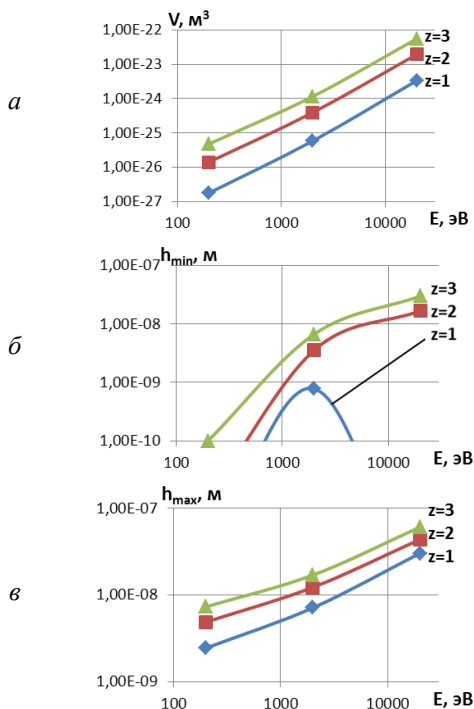 V, м³
1,00E-22
z=3
z=2
1,00E-23
z=1
а
1,00E-24
1,00E-25
1,00E-26
1,00E-27
100 1000 10000 E, эВ
hmin, м
1,00E-07
z=3
z=2
1,00E-08
z=1
б
1,00E-09
1,00E-10
100 1000 10000
E, эВ
hmax, м
1,00E-07
z=3
z=2
z=1
в
1,00E-08
1,00E-09
100 1000 10000 E, эВ